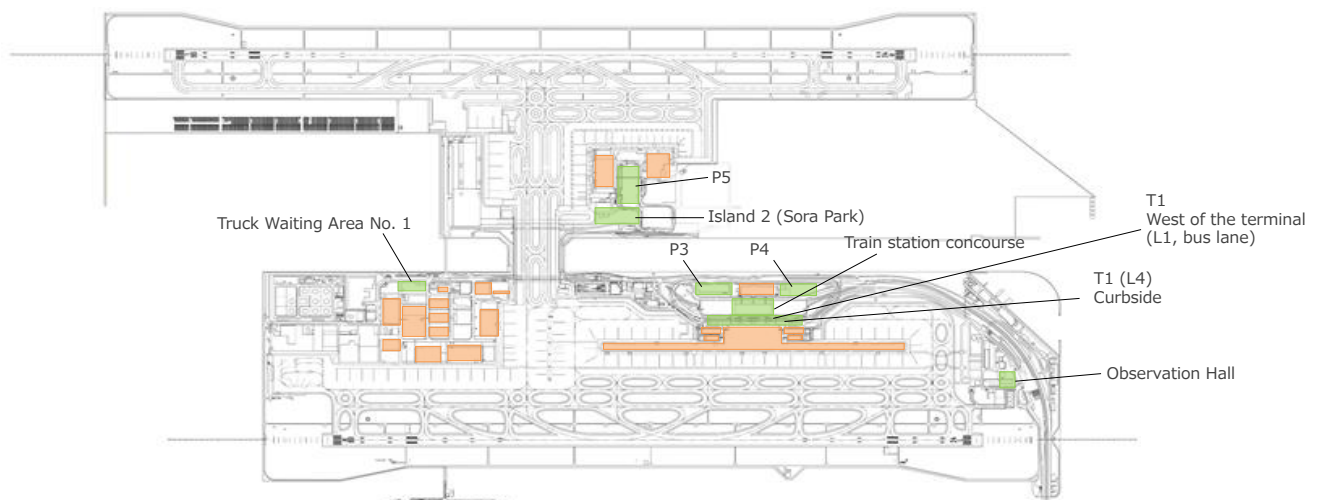 P5
Island 2 (Sora Park)
Truck Waiting Area No. 1
T1
West of the terminal
(L1, bus lane)
Train station concourse
P3
P4
T1 (L4)
Curbside
Observation Hall